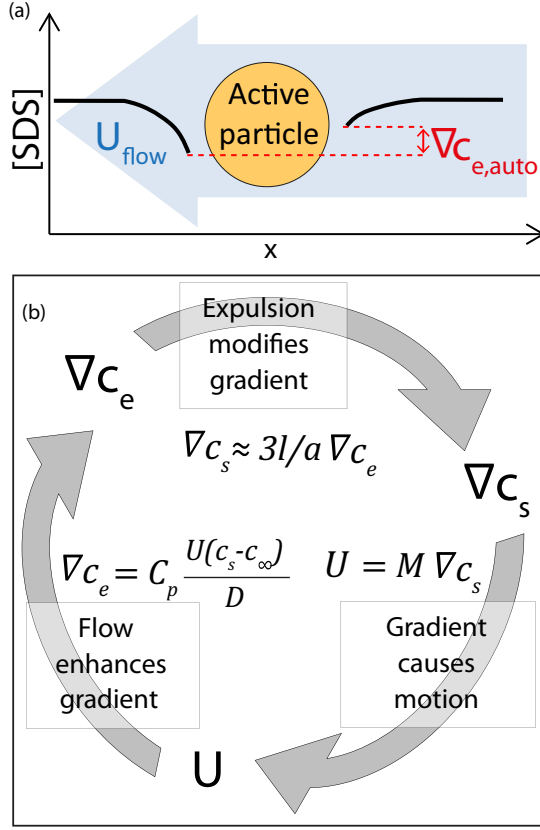 (a)
[SDS]
Active
particle
U_flow
∇c_e,auto
x
(b)
Expulsion
modifies
gradient
∇c_e
∇c_s ≈ 3l/a ∇c_e
∇c_s
∇c_e = C_p U(c_s-c_∞)/D
U = M ∇c_s
Flow
enhances
gradient
Gradient
causes
motion
U